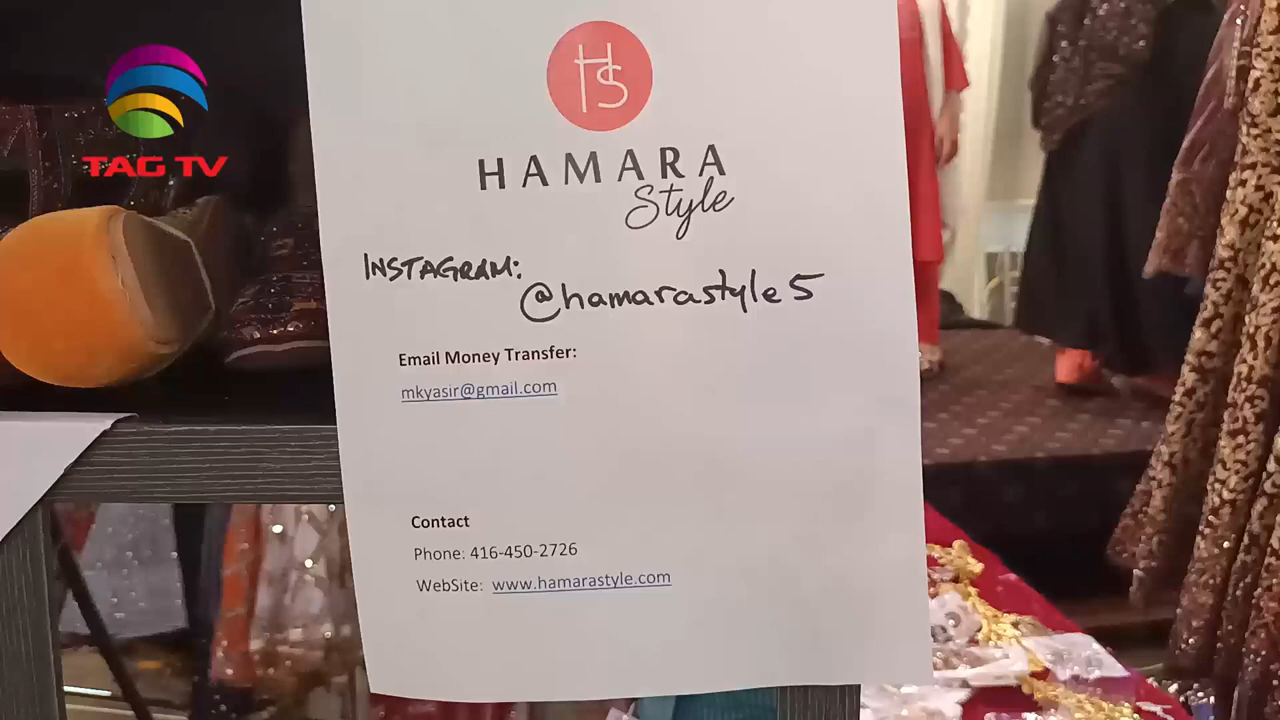 TAG TV
HS
HAMARA
Style
INSTAGRAM:
@hamarastyle5
Email Money Transfer:
mkyasir@gmail.com
Contact
Phone: 416-450-2726
WebSite: www.hamarastyle.com